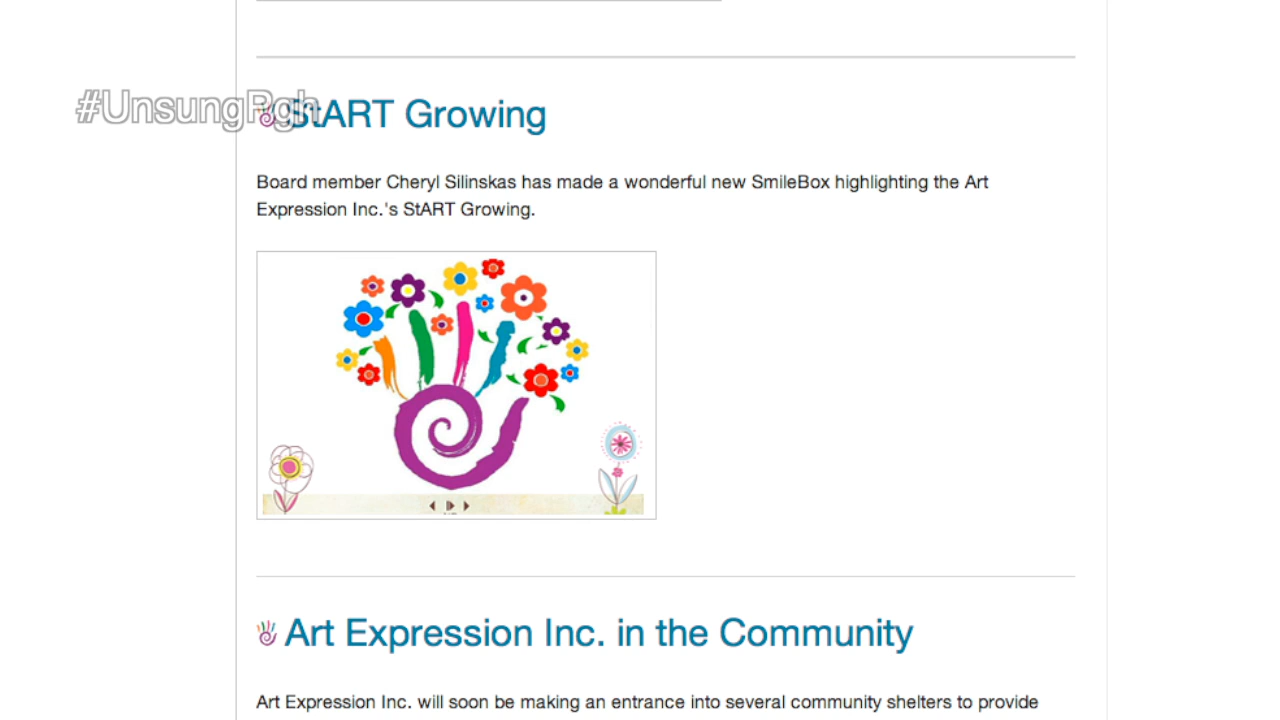 #UnsungPgh
StART Growing
Board member Cheryl Silinskas has made a wonderful new SmileBox highlighting the Art
Expression Inc.'s StART Growing.
Art Expression Inc. in the Community
Art Expression Inc. will soon be making an entrance into several community shelters to provide